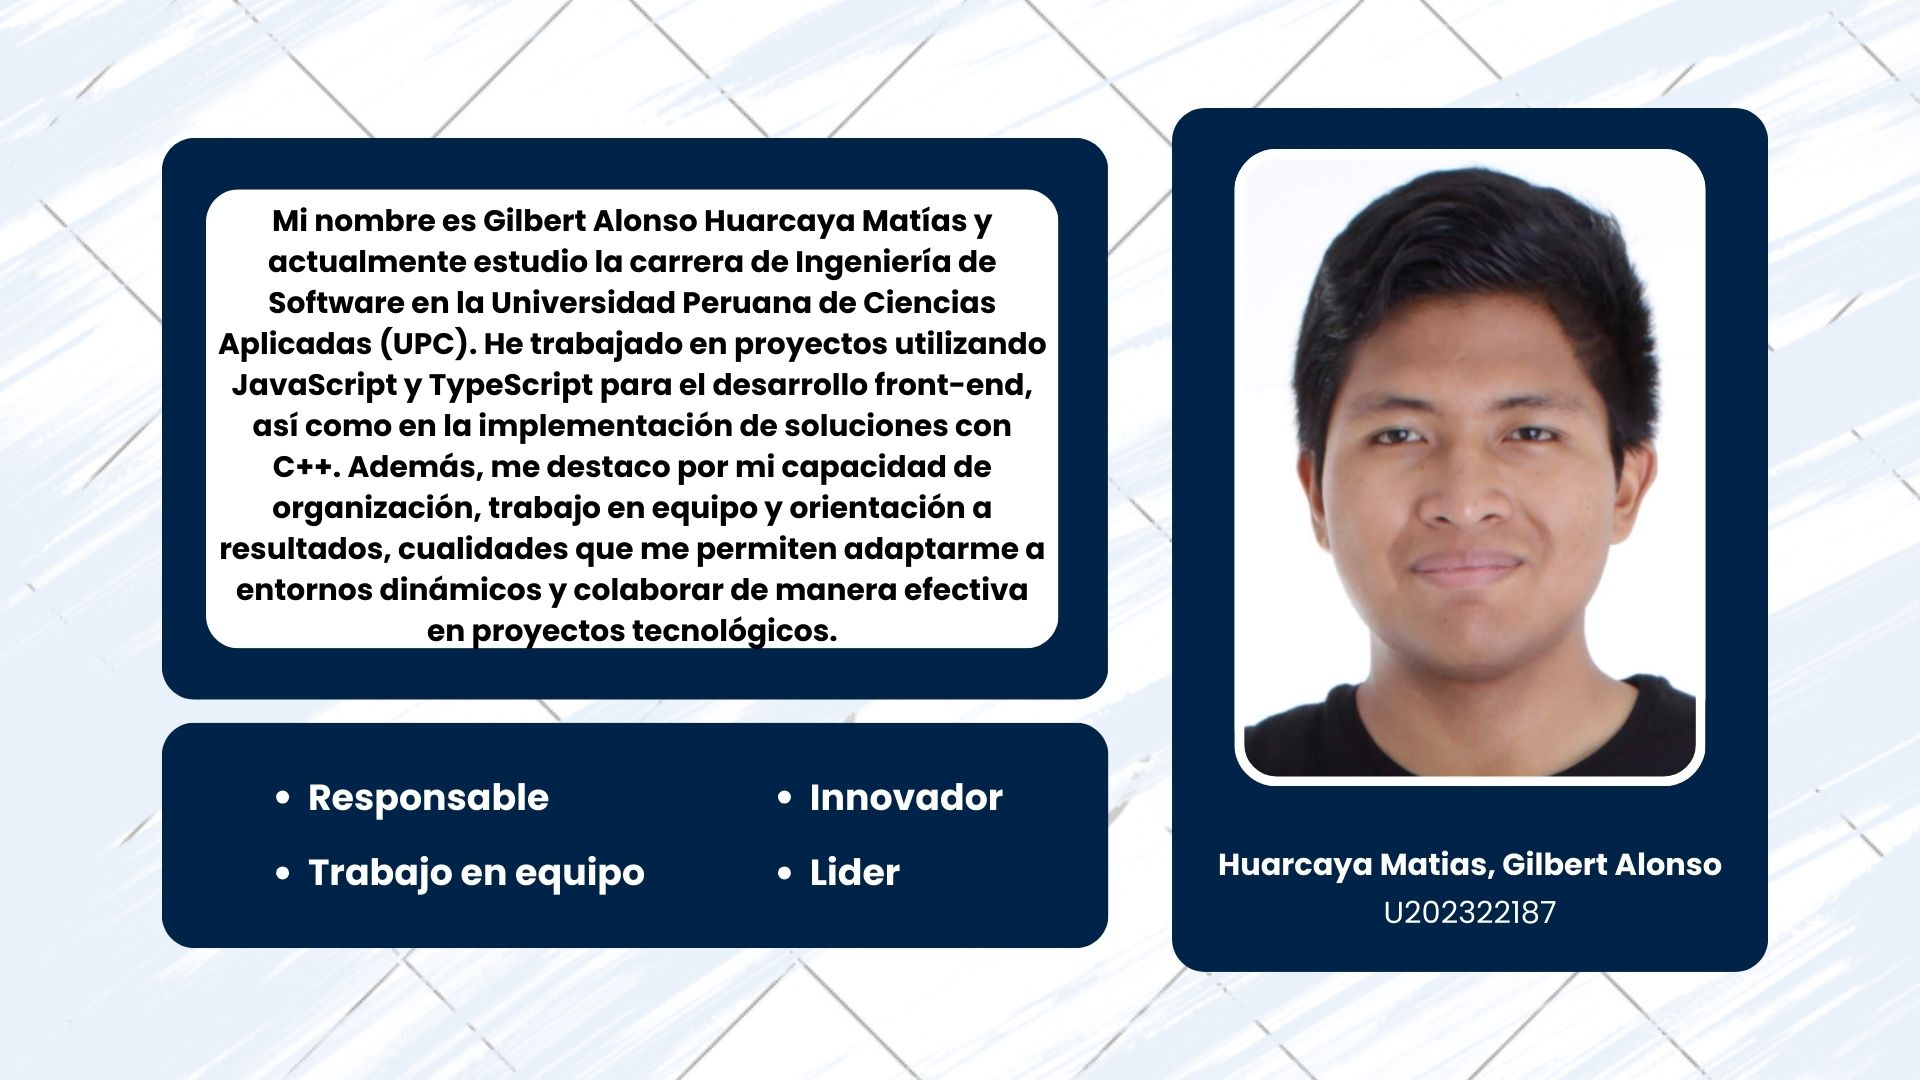 Mi nombre es Gilbert Alonso Huarcaya Matías y
actualmente estudio la carrera de Ingeniería de
Software en la Universidad Peruana de Ciencias
Aplicadas (UPC). He trabajado en proyectos utilizando
JavaScript y TypeScript para el desarrollo front-end,
así como en la implementación de soluciones con
C++. Además, me destaco por mi capacidad de
organización, trabajo en equipo y orientación a
resultados, cualidades que me permiten adaptarme a
entornos dinámicos y colaborar de manera efectiva
en proyectos tecnológicos.
• Responsable
• Trabajo en equipo
• Innovador
• Lider
Huarcaya Matias, Gilbert Alonso
U202322187